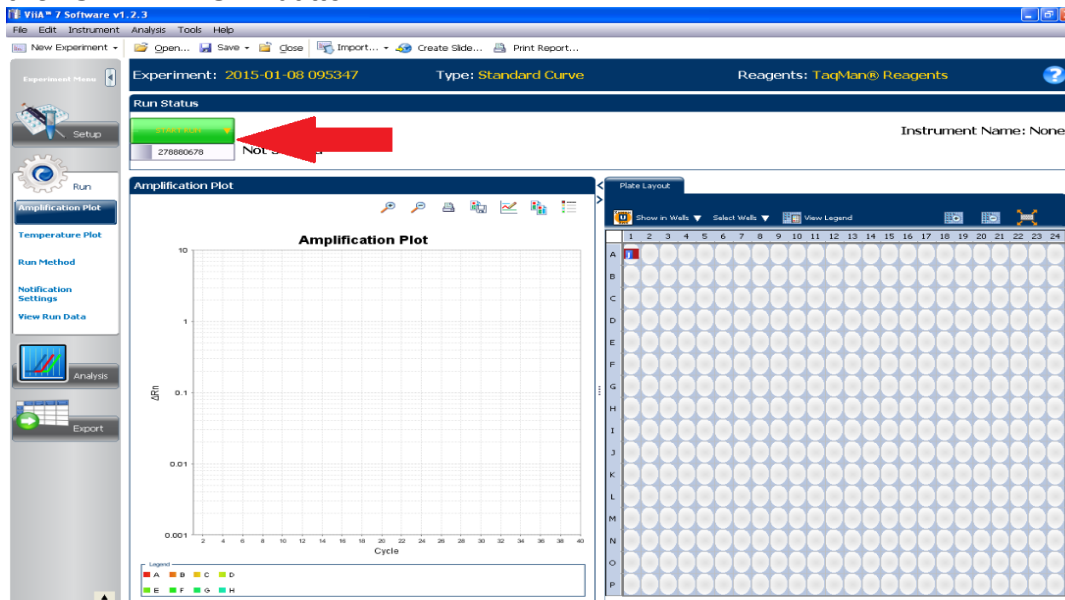 ViiA™ 7 Software v1.2.3
File Edit Instrument Analysis Tools Help
New Experiment Open... Save Close Import... Create Slide... Print Report...
Experiment Menu
Experiment: 2015-01-08 095347 Type: Standard Curve Reagents: TaqMan® Reagents
Run Status
START RUN
278880678
Instrument Name: None
Setup
Run
Amplification Plot
Temperature Plot
Run Method
Notification
Settings
View Run Data
Analysis
Export
Amplification Plot
Amplification Plot
10
1
0.1
0.01
0.001
ΔRn
2 4 6 8 10 12 14 16 18 20 22 24 26 28 30 32 34 36 38 40
Cycle
Legend
A B C D
E F G H
Plate Layout
Show in Wells Select Wells View Legend
1 2 3 4 5 6 7 8 9 10 11 12 13 14 15 16 17 18 19 20 21 22 23 24
A
B
C
D
E
F
G
H
I
J
K
L
M
N
O
P